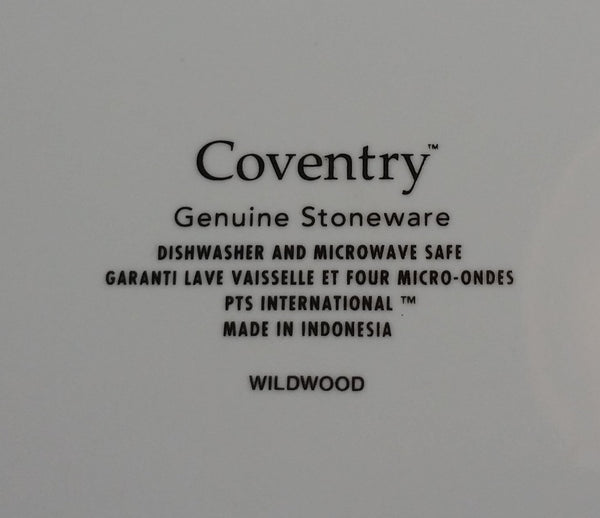 Coventry™
Genuine Stoneware
DISHWASHER AND MICROWAVE SAFE
GARANTI LAVE VAISSELLE ET FOUR MICRO-ONDES
PTS INTERNATIONAL ™
MADE IN INDONESIA
WILDWOOD